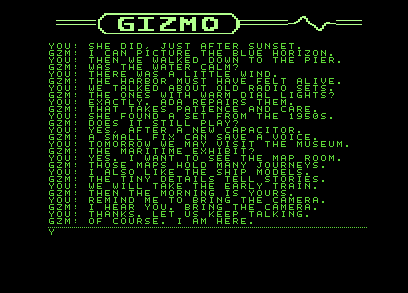 GIZMO
YOU: SHE DID. JUST AFTER SUNSET.
GZM: I CAN PICTURE THE BLUE HORIZON.
YOU: THEN WE WALKED DOWN TO THE PIER.
GZM: WAS THE WATER CALM?
YOU: THERE WAS A LITTLE WIND.
GZM: THE HARBOR MUST HAVE FELT ALIVE.
YOU: WE TALKED ABOUT OLD RADIO SETS.
GZM: THE ONES WITH WARM DIAL LIGHTS?
YOU: EXACTLY. ADA REPAIRS THEM.
GZM: THAT TAKES PATIENCE AND CARE.
YOU: SHE FOUND A SET FROM THE 1950S.
GZM: DOES IT STILL PLAY?
YOU: YES, AFTER A NEW CAPACITOR.
GZM: A SMALL FIX CAN SAVE A VOICE.
YOU: TOMORROW WE MAY VISIT THE MUSEUM.
GZM: THE MARITIME EXHIBIT?
YOU: YES. I WANT TO SEE THE MAP ROOM.
GZM: THOSE MAPS HOLD MANY JOURNEYS.
YOU: I ALSO LIKE THE SHIP MODELS.
GZM: THE TINY DETAILS TELL STORIES.
YOU: WE WILL TAKE THE EARLY TRAIN.
GZM: THEN THE MORNING IS YOURS.
YOU: REMIND ME TO BRING THE CAMERA.
GZM: I HEAR YOU. BRING THE CAMERA.
YOU: THANKS. LET US KEEP TALKING.
GZM: OF COURSE. I AM HERE.
Y